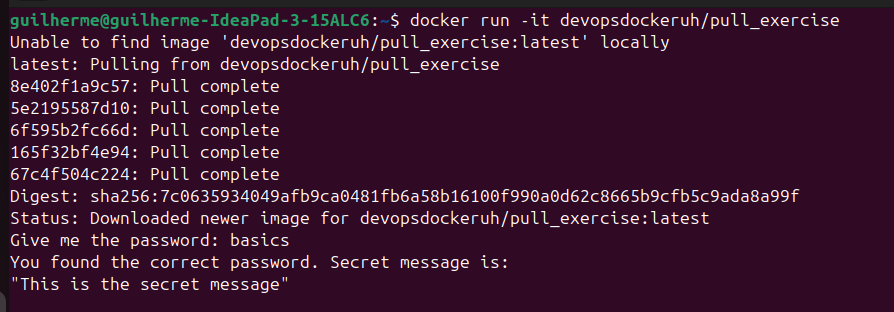 guilherme@guilherme-IdeaPad-3-15ALC6:~$ docker run -it devopsdockeruh/pull_exercise
Unable to find image 'devopsdockeruh/pull_exercise:latest' locally
latest: Pulling from devopsdockeruh/pull_exercise
8e402f1a9c57: Pull complete
5e2195587d10: Pull complete
6f595b2fc66d: Pull complete
165f32bf4e94: Pull complete
67c4f504c224: Pull complete
Digest: sha256:7c0635934049afb9ca0481fb6a58b16100f990a0d62c8665b9cfb5c9ada8a99f
Status: Downloaded newer image for devopsdockeruh/pull_exercise:latest
Give me the password: basics
You found the correct password. Secret message is:
"This is the secret message"